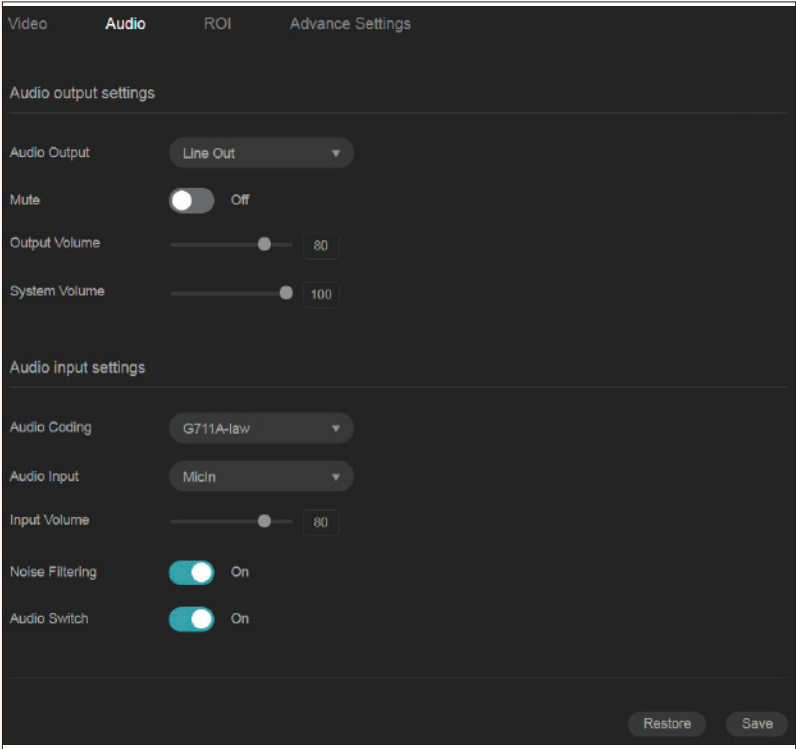 Video Audio ROI Advance Settings
Audio output settings
Audio Output Line Out
Mute Off
Output Volume 80
System Volume 100
Audio input settings
Audio Coding G711A-law
Audio Input MicIn
Input Volume 80
Noise Filtering On
Audio Switch On
Restore Save